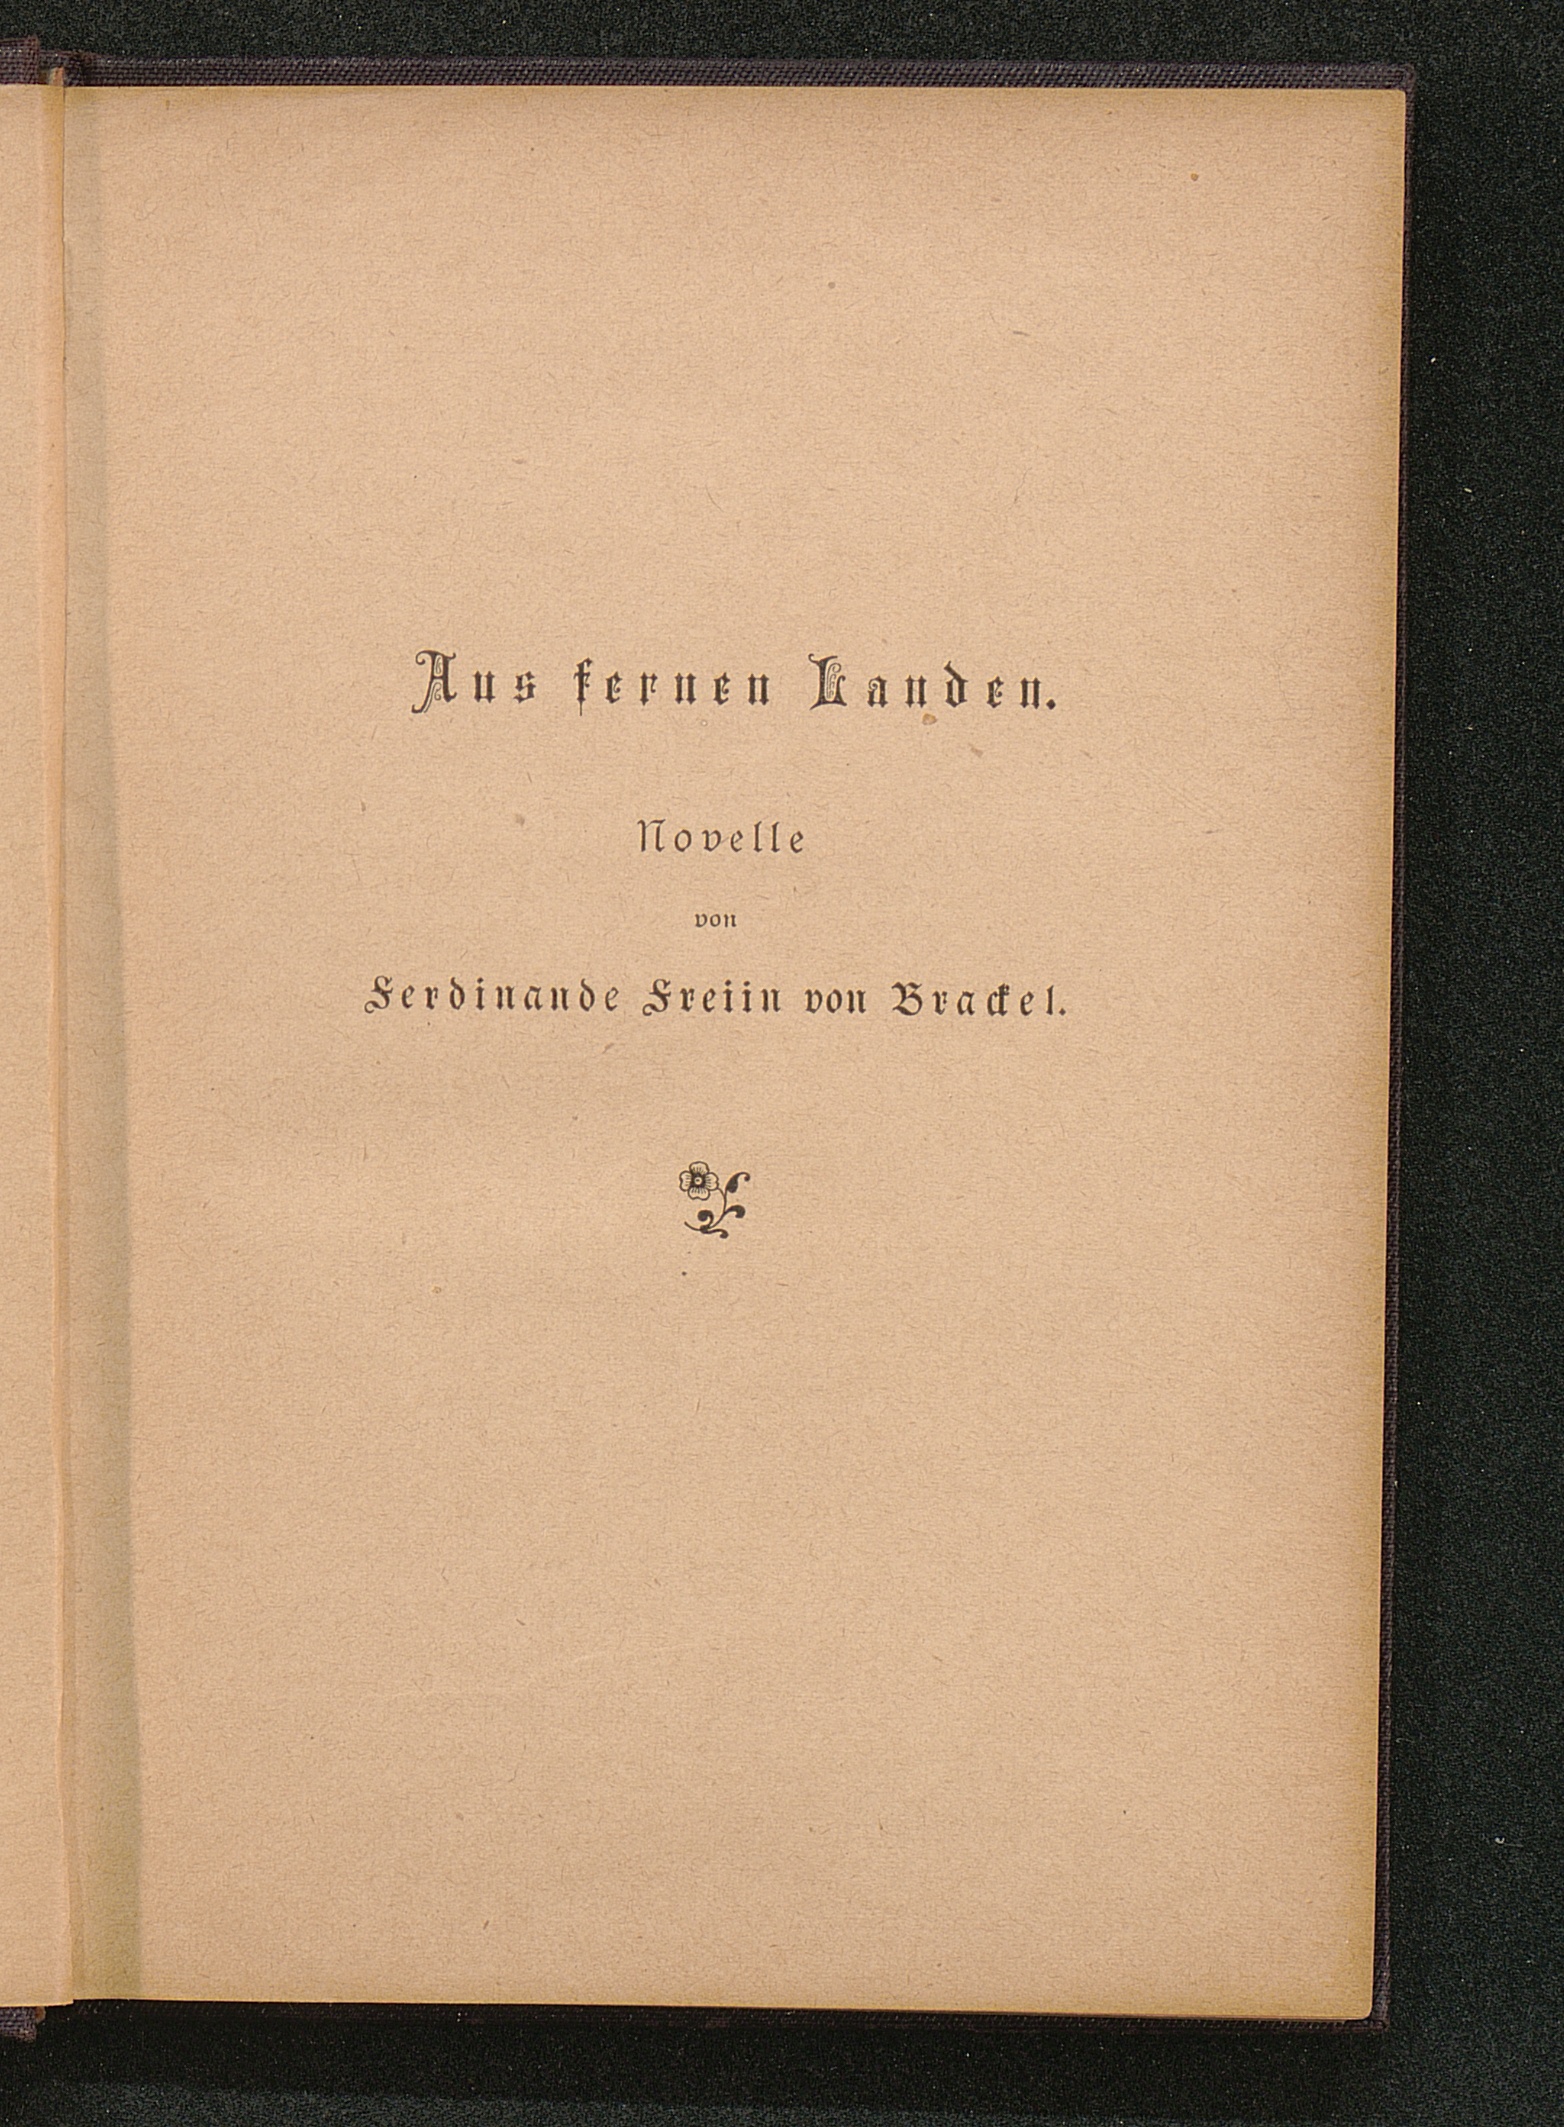 Aus fernen Landen.
Novelle
von
Ferdinande Freiin von Brackel.